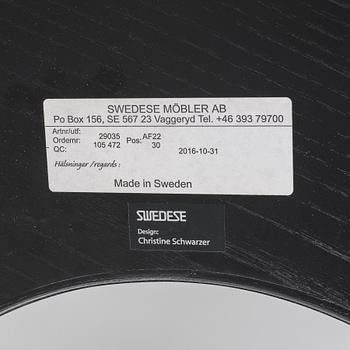 SWEDESE MÖBLER AB
Po Box 156, SE 567 23 Vaggeryd Tel. +46 393 79700
Artnr/utf: 29035 Pos: AF22
Ordernr: 105 472 30
QC: 2016-10-31
Hälsninger / regards :
Made in Sweden
SWEDESE
Design:
Christine Schwarzer